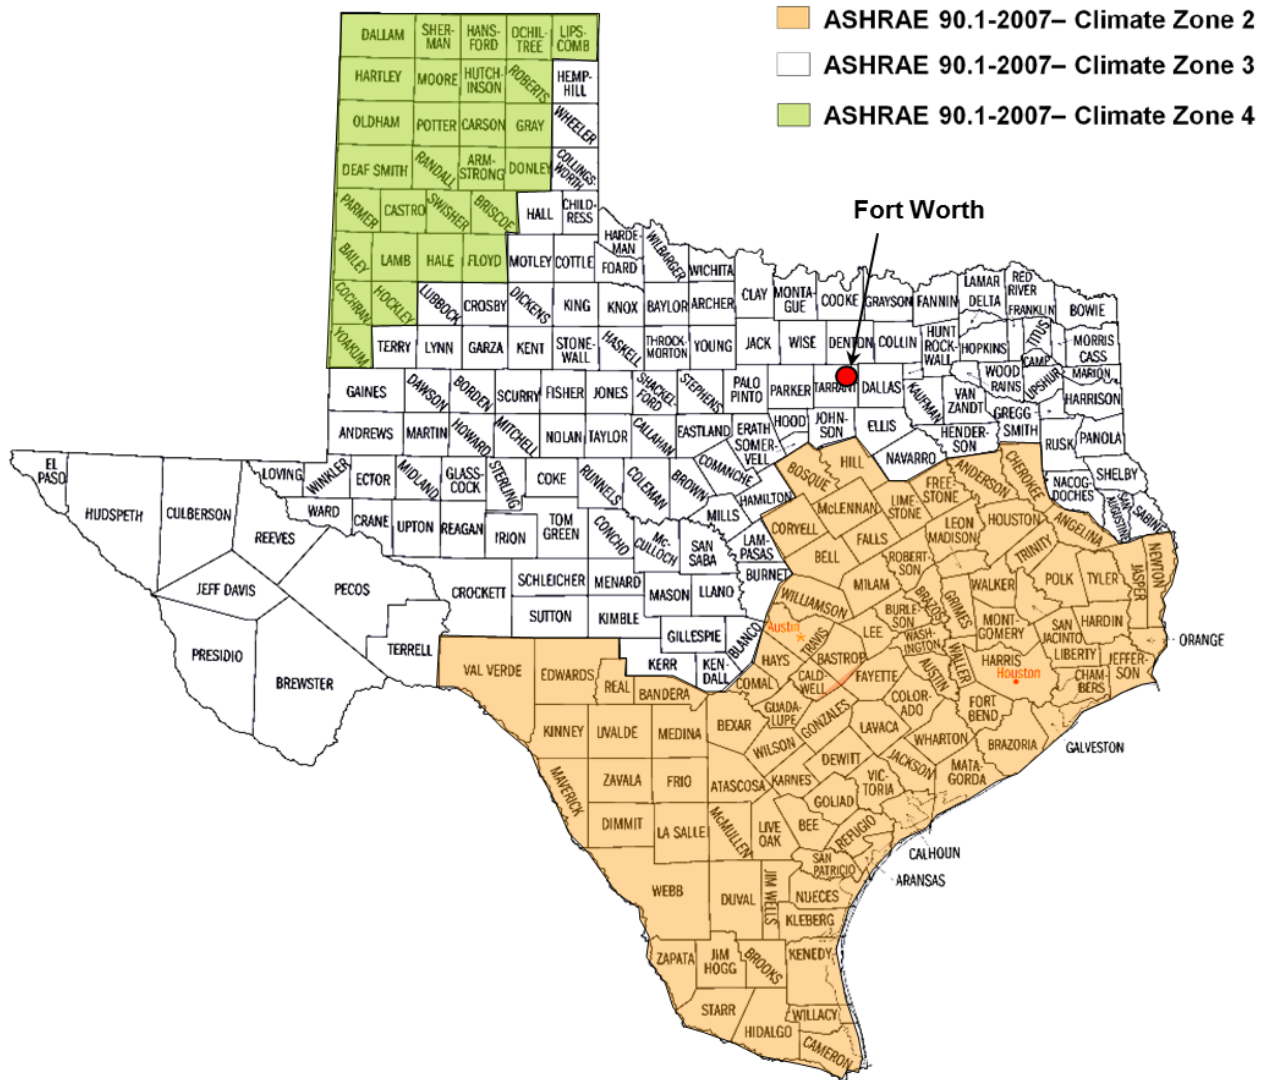 ASHRAE 90.1-2007– Climate Zone 2
ASHRAE 90.1-2007– Climate Zone 3
ASHRAE 90.1-2007– Climate Zone 4
Fort Worth
DALLAM
SHER-
MAN
HANS-
FORD
OCHIL-
TREE
LIPS-
COMB
HARTLEY
MOORE
HUTCH-
INSON
ROBERTS
HEMP-
HILL
OLDHAM
POTTER
CARSON
GRAY
WHEELER
DEAF SMITH
RANDALL
ARM-
STRONG
DONLEY
COLLINGS-
WORTH
PARMER
CASTRO
SWISHER
BRISCOE
HALL
CHILD-
RESS
BAILEY
LAMB
HALE
FLOYD
MOTLEY
COTTLE
HARDE-
MAN
FOARD
WILBARGER
WICHITA
COCHRAN
HOCKLEY
LUBBOCK
CROSBY
DICKENS
KING
KNOX
BAYLOR
ARCHER
CLAY
MONTA-
GUE
COOKE
GRAYSON
FANNIN
LAMAR
DELTA
RED
RIVER
FRANKLIN
BOWIE
YOAKUM
TERRY
LYNN
GARZA
KENT
STONE-
WALL
HASKELL
THROCK-
MORTON
YOUNG
JACK
WISE
DENTON
COLLIN
HUNT
ROCK-
WALL
HOPKINS
TITUS
CAMP
MORRIS
CASS
GAINES
DAWSON
BORDEN
SCURRY
FISHER
JONES
SHACKEL-
FORD
STEPHENS
PALO
PINTO
PARKER
TARRANT
DALLAS
KAUFMAN
VAN
ZANDT
WOOD
RAINS
UPSHUR
MARION
HARRISON
GREGG
SMITH
ANDREWS
MARTIN
HOWARD
MITCHELL
NOLAN
TAYLOR
CALLAHAN
EASTLAND
ERATH
SOMER-
VELL
HOOD
JOHN-
SON
ELLIS
NAVARRO
HENDER-
SON
RUSK
PANOLA
EL
PASO
HUDSPETH
CULBERSON
LOVING
WINKLER
ECTOR
MIDLAND
GLASS-
COCK
STERLING
COKE
RUNNELS
COLEMAN
BROWN
COMANCHE
HAMILTON
MILLS
BOSQUE
HILL
FREE-
STONE
ANDERSON
CHEROKEE
NACOG-
DOCHES
SHELBY
SAN
AUGUSTINE
SABINE
REEVES
WARD
CRANE
UPTON
REAGAN
IRION
TOM
GREEN
CONCHO
MC-
CULLOCH
SAN
SABA
LAM-
PASAS
CORYELL
McLENNAN
LIME-
STONE
FALLS
LEON
MADISON
HOUSTON
ANGELINA
TRINITY
JEFF DAVIS
PECOS
CROCKETT
SCHLEICHER
MENARD
MASON
LLANO
BURNET
BELL
MILAM
ROBERT-
SON
BRAZOS
GRIMES
WALKER
POLK
TYLER
JASPER
NEWTON
PRESIDIO
BREWSTER
TERRELL
SUTTON
KIMBLE
GILLESPIE
BLANCO
WILLIAMSON
Austin
TRAVIS
LEE
BURLE-
SON
WASH-
INGTON
MONT-
GOMERY
SAN
JACINTO
HARDIN
ORANGE
VAL VERDE
EDWARDS
REAL
KERR
KEN-
DALL
BANDERA
COMAL
HAYS
CALD-
WELL
BASTROP
FAYETTE
AUSTIN
WALLER
HARRIS
Houston
LIBERTY
JEFFER-
SON
CHAM-
BERS
KINNEY
UVALDE
MEDINA
BEXAR
GUADA-
LUPE
GONZALES
COLOR-
ADO
FORT
BEND
LAVACA
WILSON
WHARTON
BRAZORIA
GALVESTON
MAVERICK
ZAVALA
FRIO
ATASCOSA
KARNES
DEWITT
JACKSON
MATA-
GORDA
VIC-
TORIA
GOLIAD
DIMMIT
LA SALLE
McMULLEN
LIVE
OAK
BEE
REFUGIO
CALHOUN
ARANSAS
SAN
PATRICIO
WEBB
DUVAL
JIM WELLS
NUECES
KLEBERG
ZAPATA
JIM
HOGG
BROOKS
KENEDY
STARR
HIDALGO
WILLACY
CAMERON